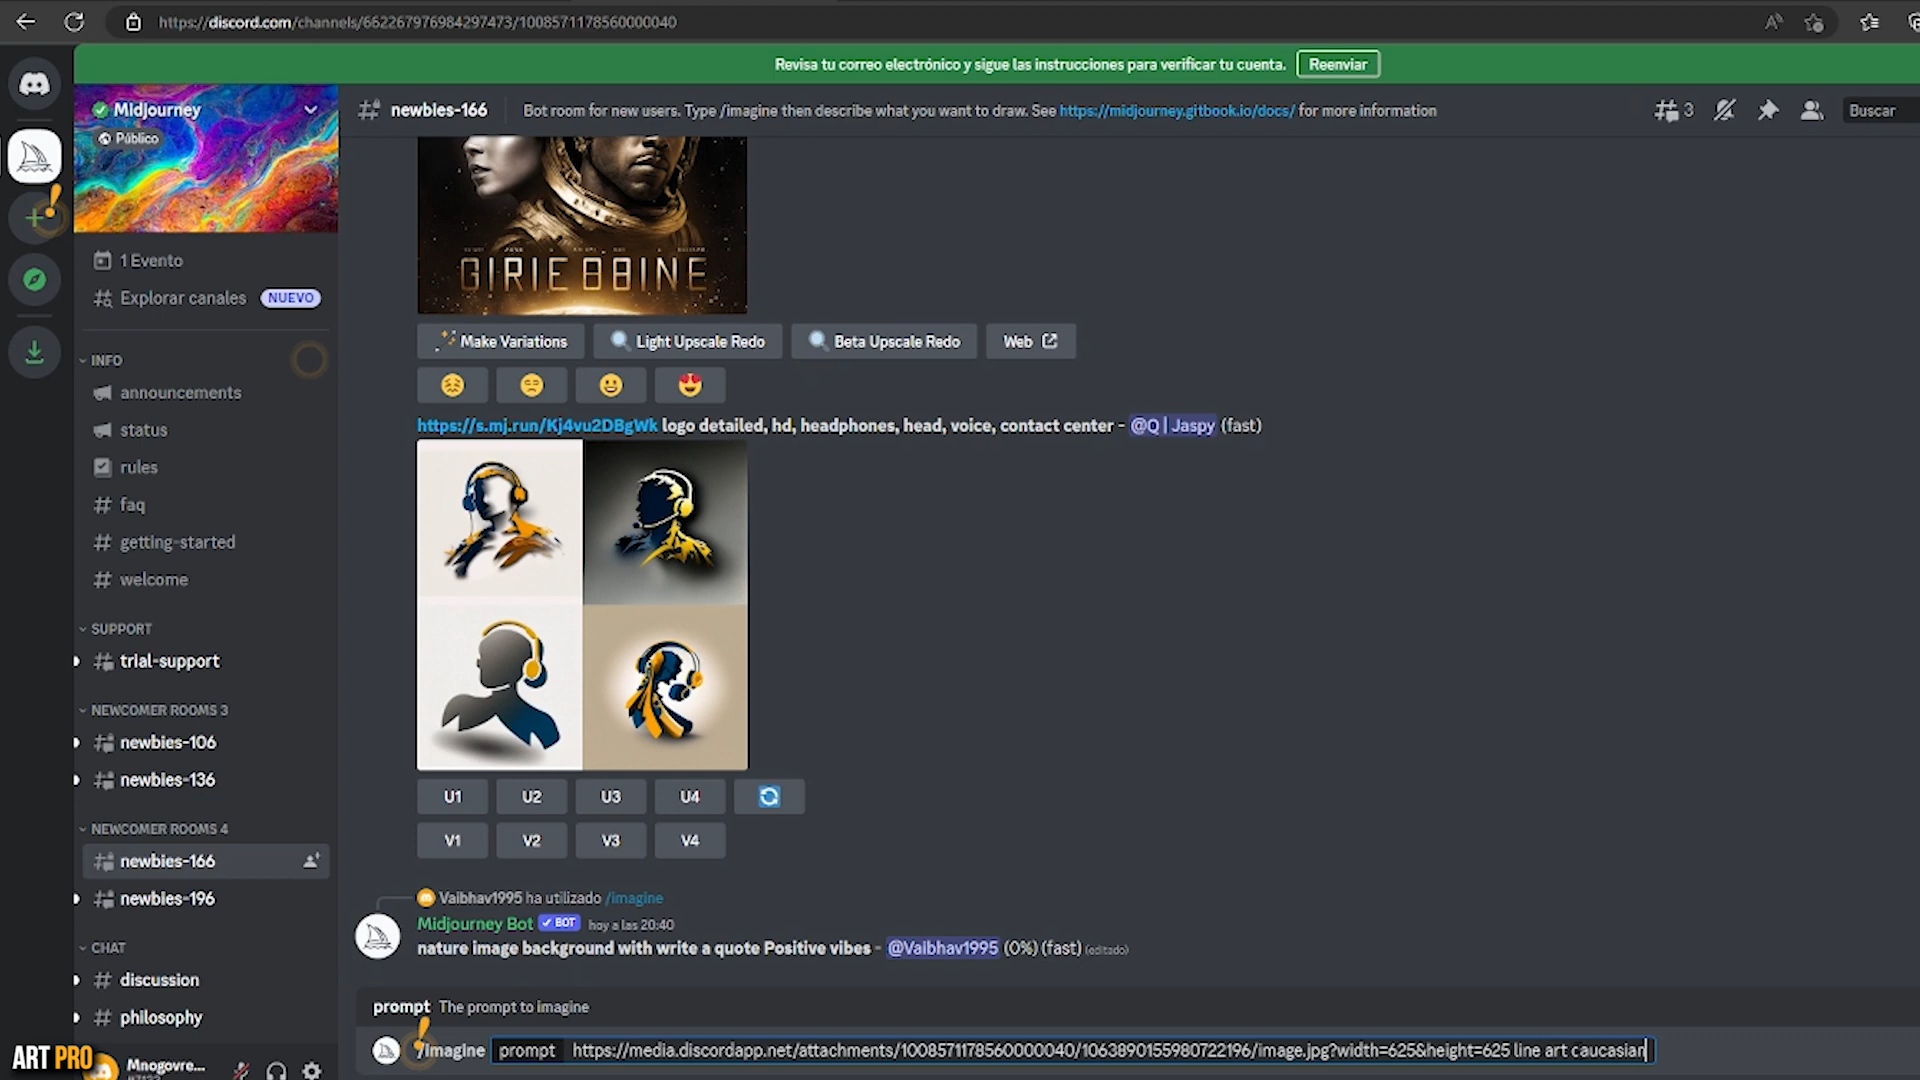 https://discord.com/channels/662267976984297473/1008571178560000040
Revisa tu correo electrónico y sigue las instrucciones para verificar tu cuenta. Reenviar
Midjourney
Público
1 Evento
Explorar canales NUEVO
INFO
announcements
status
rules
faq
getting-started
welcome
SUPPORT
trial-support
NEWCOMER ROOMS 3
newbies-106
newbies-136
NEWCOMER ROOMS 4
newbies-166
newbies-196
CHAT
discussion
philosophy
Mnogovre...
ART PRO
newbies-166 Bot room for new users. Type /imagine then describe what you want to draw. See https://midjourney.gitbook.io/docs/ for more information 3 Buscar
GIRIE88INE
Make Variations Light Upscale Redo Beta Upscale Redo Web
https://s.mj.run/Kj4vu2DBgWk logo detailed, hd, headphones, head, voice, contact center - @Q | Jaspy (fast)
U1 U2 U3 U4
V1 V2 V3 V4
Vaibhav1995 ha utilizado /imagine
Midjourney Bot BOT hoy a las 20:40
nature image background with write a quote Positive vibes - @Vaibhav1995 (0%) (fast) (editado)
prompt The prompt to imagine
/imagine prompt https://media.discordapp.net/attachments/1008571178560000040/1063890155980722196/image.jpg?width=625&height=625 line art caucasian